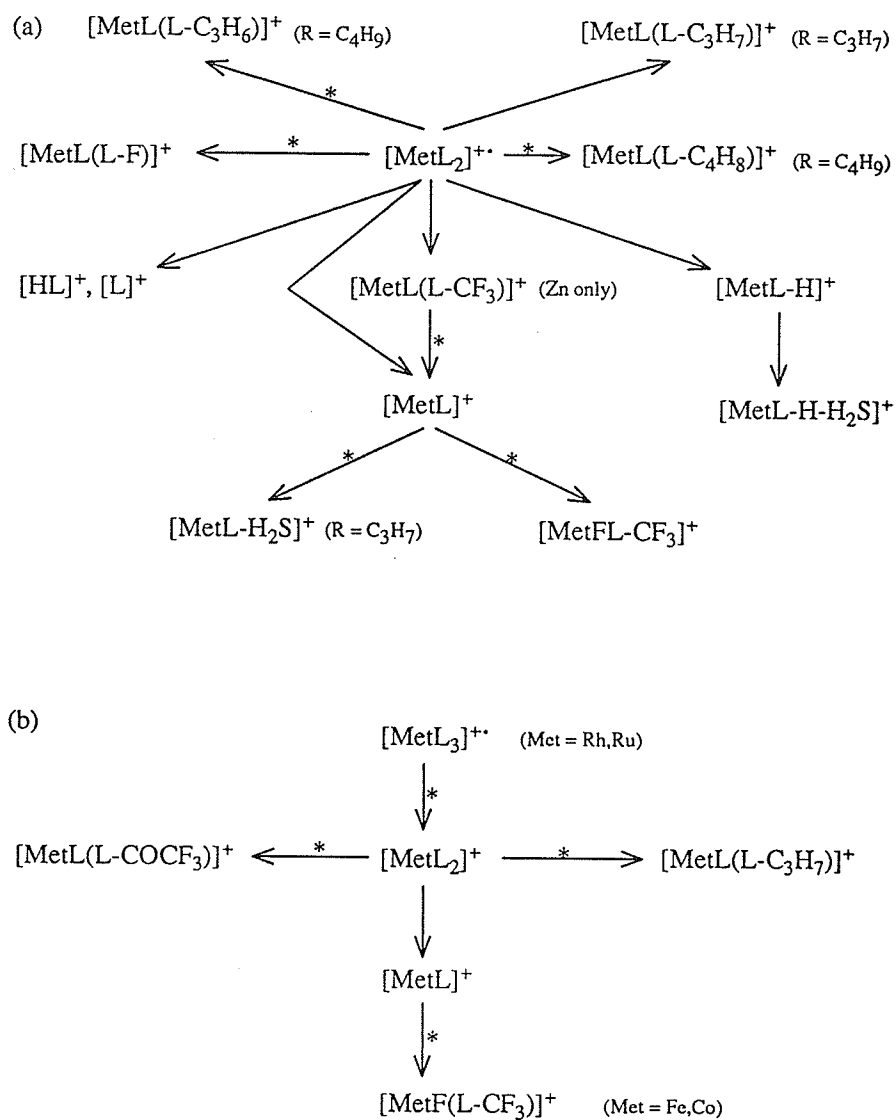 (a) [MetL(L-C₃H₆)]⁺ (R = C₄H₉) [MetL(L-C₃H₇)]⁺ (R = C₃H₇)
*
[MetL(L-F)]⁺ * [MetL₂]⁺· * [MetL(L-C₄H₈)]⁺ (R = C₄H₉)
[HL]⁺, [L]⁺ [MetL(L-CF₃)]⁺ (Zn only) [MetL-H]⁺
*
[MetL]⁺ [MetL-H-H₂S]⁺
* *
[MetL-H₂S]⁺ (R = C₃H₇) [MetFL-CF₃]⁺
(b) [MetL₃]⁺· (Met = Rh,Ru)
*
[MetL(L-COCF₃)]⁺ * [MetL₂]⁺ * [MetL(L-C₃H₇)]⁺
[MetL]⁺
*
[MetF(L-CF₃)]⁺ (Met = Fe,Co)